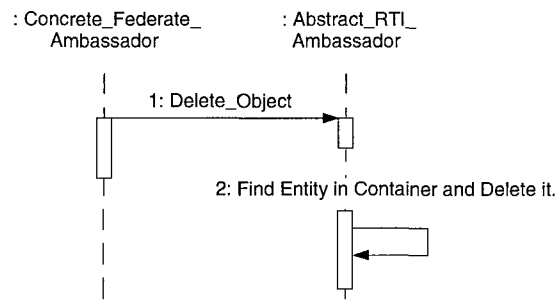 : Concrete_Federate_
Ambassador
: Abstract_RTI_
Ambassador
1: Delete_Object
2: Find Entity in Container and Delete it.